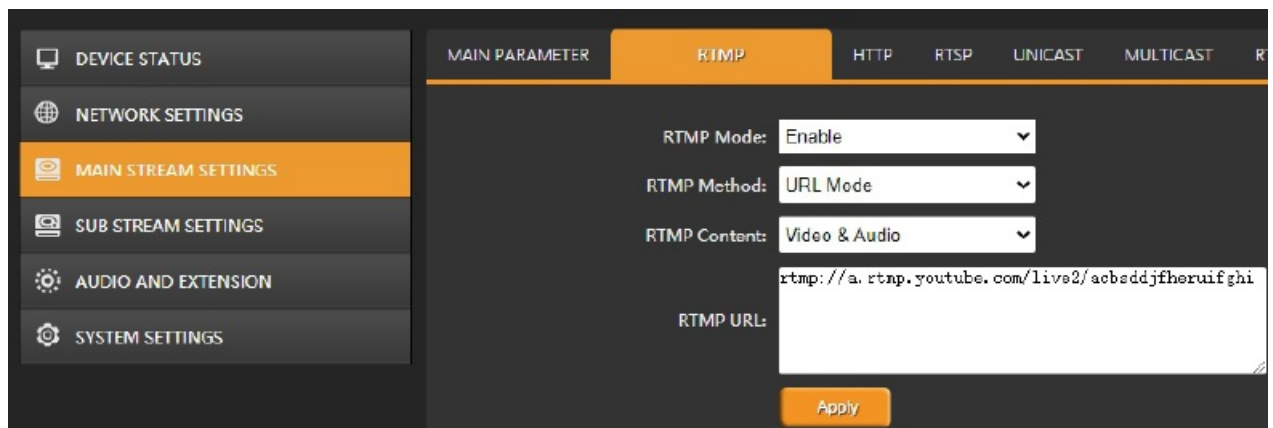 DEVICE STATUS
NETWORK SETTINGS
MAIN STREAM SETTINGS
SUB STREAM SETTINGS
AUDIO AND EXTENSION
SYSTEM SETTINGS
MAIN PARAMETER RTMP HTTP RTSP UNICAST MULTICAST
RTMP Mode: Enable
RTMP Method: URL Mode
RTMP Content: Video & Audio
RTMP URL: rtmp://a.rtmp.youtube.com/live2/acbsddjfheruifghi
Apply